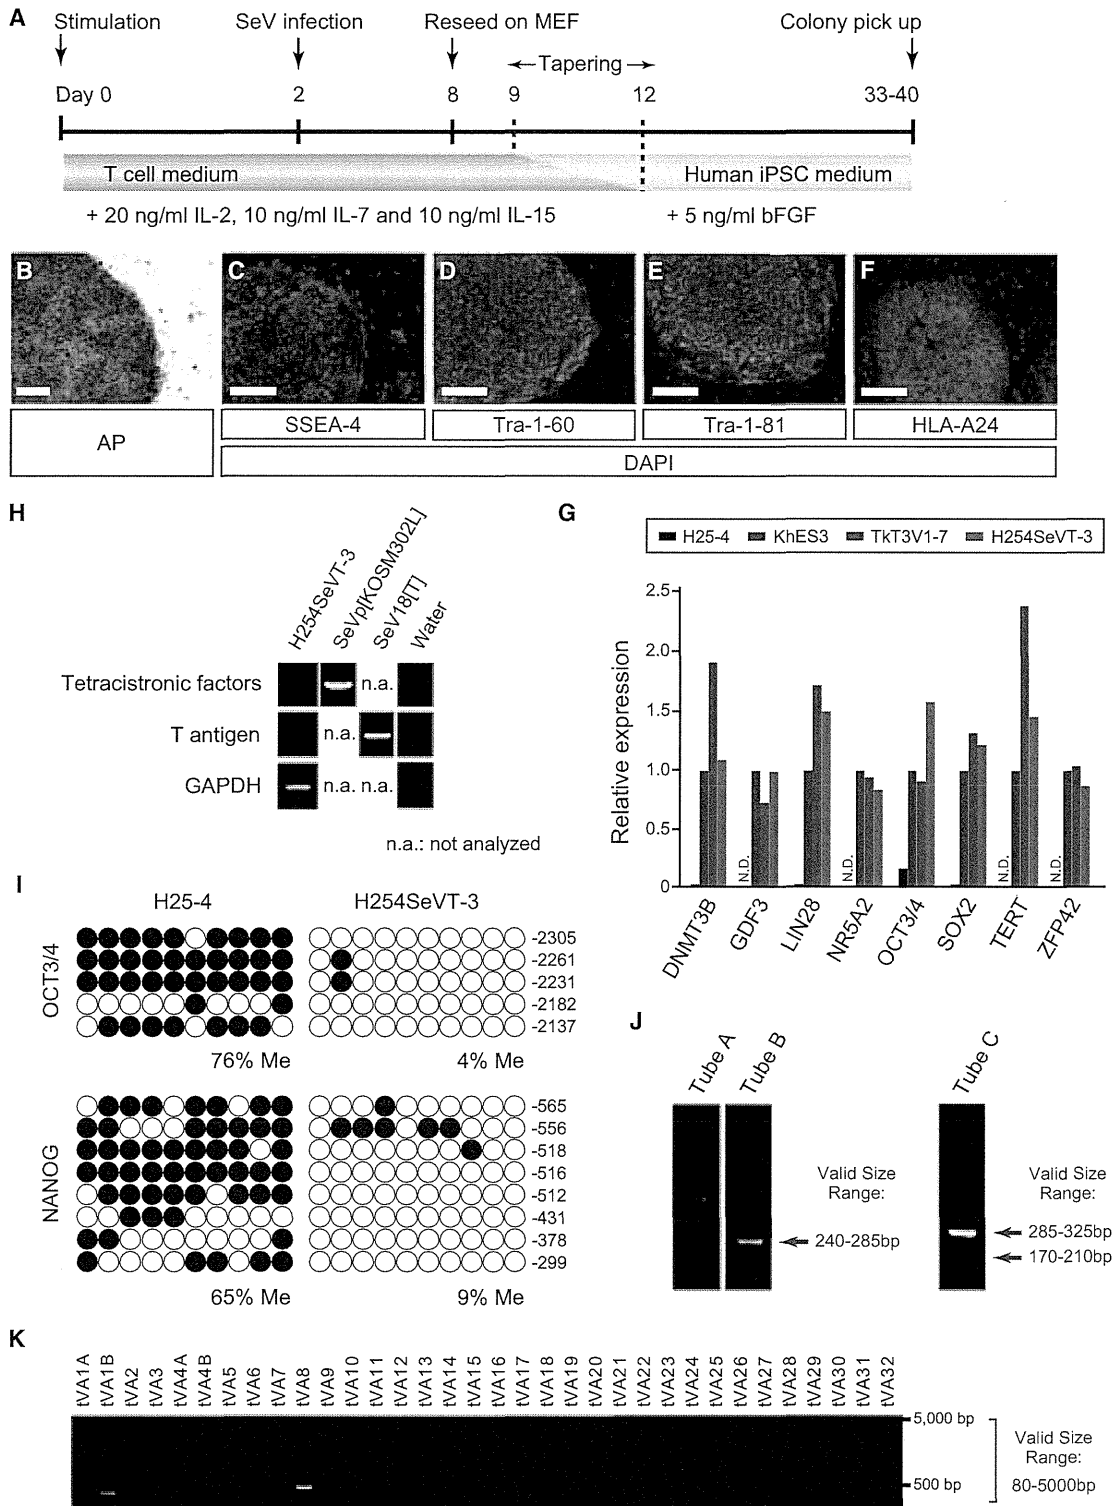 A
Stimulation SeV infection Reseed on MEF Colony pick up
Tapering
Day 0 2 8 9 12 33-40
T cell medium Human iPSC medium
+ 20 ng/ml IL-2, 10 ng/ml IL-7 and 10 ng/ml IL-15 + 5 ng/ml bFGF
B C D E F
AP SSEA-4 Tra-1-60 Tra-1-81 HLA-A24
DAPI
H
H254SeVT-3 SeVp[KOSM302L] SeV18[T] Water
Tetracistronic factors n.a.
T antigen n.a.
GAPDH n.a. n.a.
n.a.: not analyzed
G
H25-4 KhES3 TkT3V1-7 H254SeVT-3
Relative expression
2.5
2.0
1.5
1.0
0.5
0
N.D. N.D. N.D. N.D.
DNMT3B GDF3 LIN28 NR5A2 OCT3/4 SOX2 TERT ZFP42
I
H25-4 H254SeVT-3
OCT3/4
-2305
-2261
-2231
-2182
-2137
76% Me 4% Me
NANOG
-565
-556
-518
-516
-512
-431
-378
-299
65% Me 9% Me
J
Tube A Tube B Tube C
Valid Size
Range:
240-285bp
Valid Size
Range:
285-325bp
170-210bp
K
tVA1A tVA1B tVA2 tVA3 tVA4A tVA4B tVA5 tVA6 tVA7 tVA8 tVA9 tVA10 tVA11 tVA12 tVA13 tVA14 tVA15 tVA16 tVA17 tVA18 tVA19 tVA20 tVA21 tVA22 tVA23 tVA24 tVA25 tVA26 tVA27 tVA28 tVA29 tVA30 tVA31 tVA32
5,000 bp
500 bp
Valid Size
Range:
80-5000bp